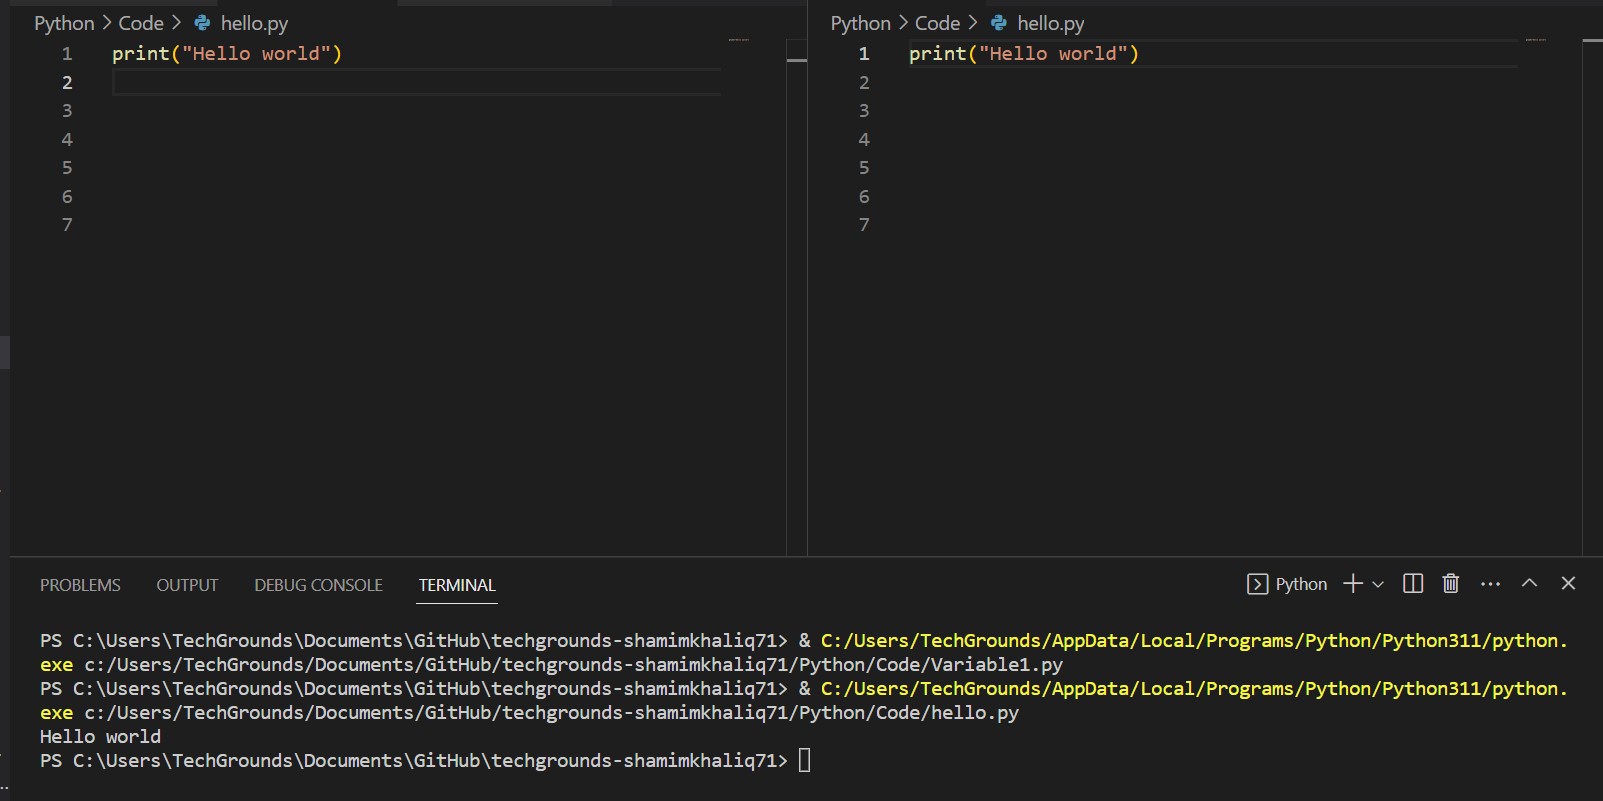 Python > Code > hello.py
1 print("Hello world")
2
3
4
5
6
7
Python > Code > hello.py
1 print("Hello world")
2
3
4
5
6
7
PROBLEMS OUTPUT DEBUG CONSOLE TERMINAL
Python
PS C:\Users\TechGrounds\Documents\GitHub\techgrounds-shamimkhaliq71> & C:/Users/TechGrounds/AppData/Local/Programs/Python/Python311/python.
exe c:/Users/TechGrounds/Documents/GitHub/techgrounds-shamimkhaliq71/Python/Code/Variable1.py
PS C:\Users\TechGrounds\Documents\GitHub\techgrounds-shamimkhaliq71> & C:/Users/TechGrounds/AppData/Local/Programs/Python/Python311/python.
exe c:/Users/TechGrounds/Documents/GitHub/techgrounds-shamimkhaliq71/Python/Code/hello.py
Hello world
PS C:\Users\TechGrounds\Documents\GitHub\techgrounds-shamimkhaliq71>